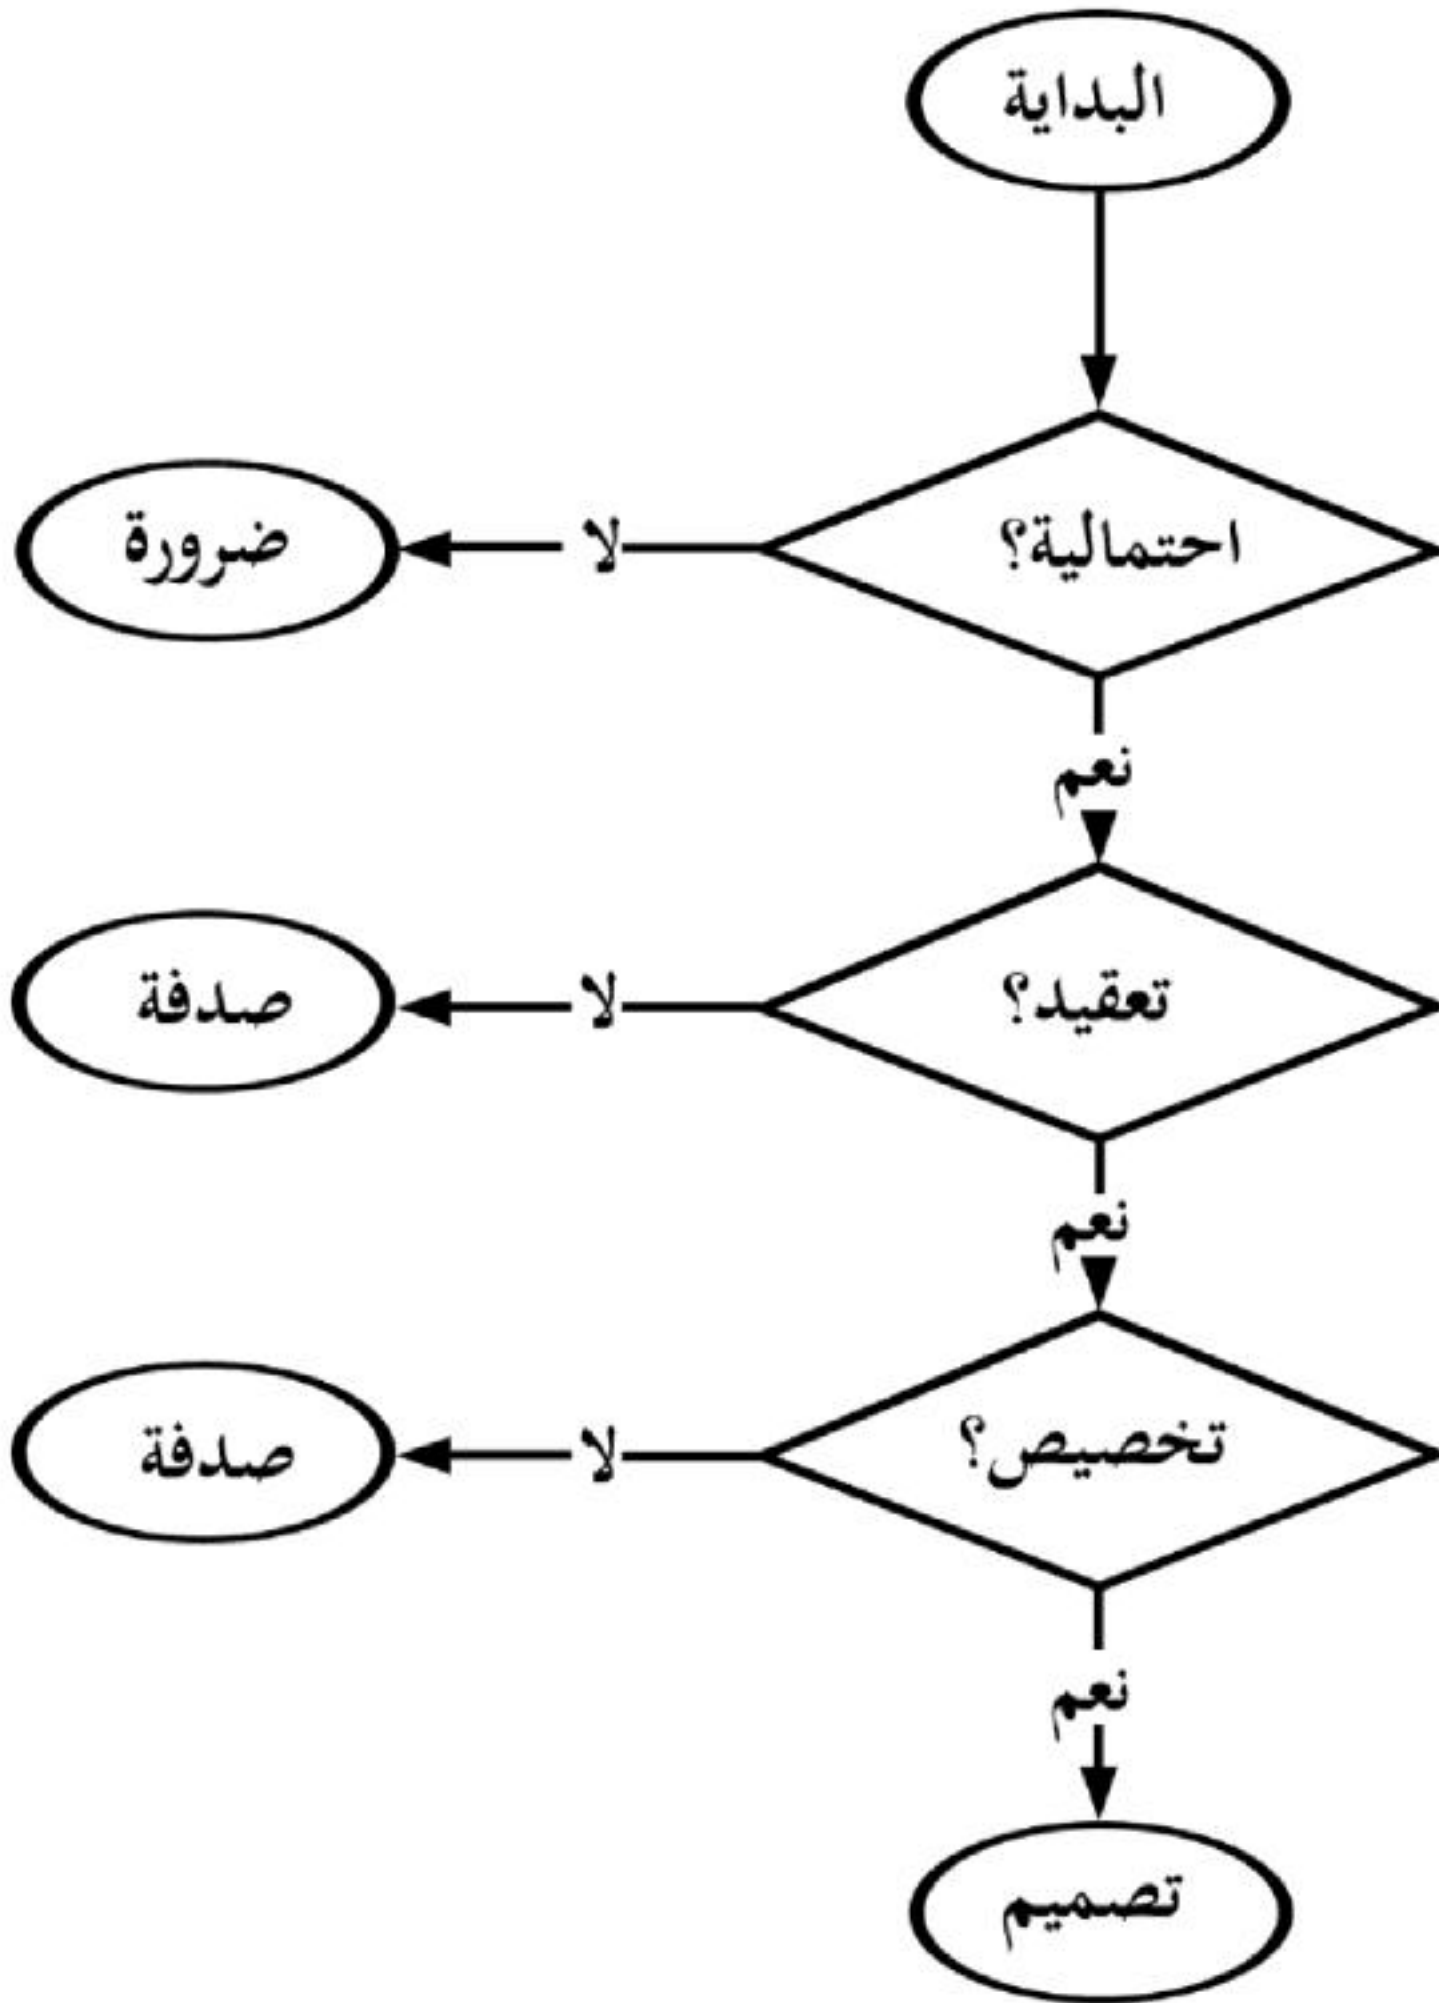 البداية
احتمالية؟
لا
ضرورة
نعم
تعقيد؟
لا
صدفة
نعم
تخصيص؟
لا
صدفة
نعم
تصميم